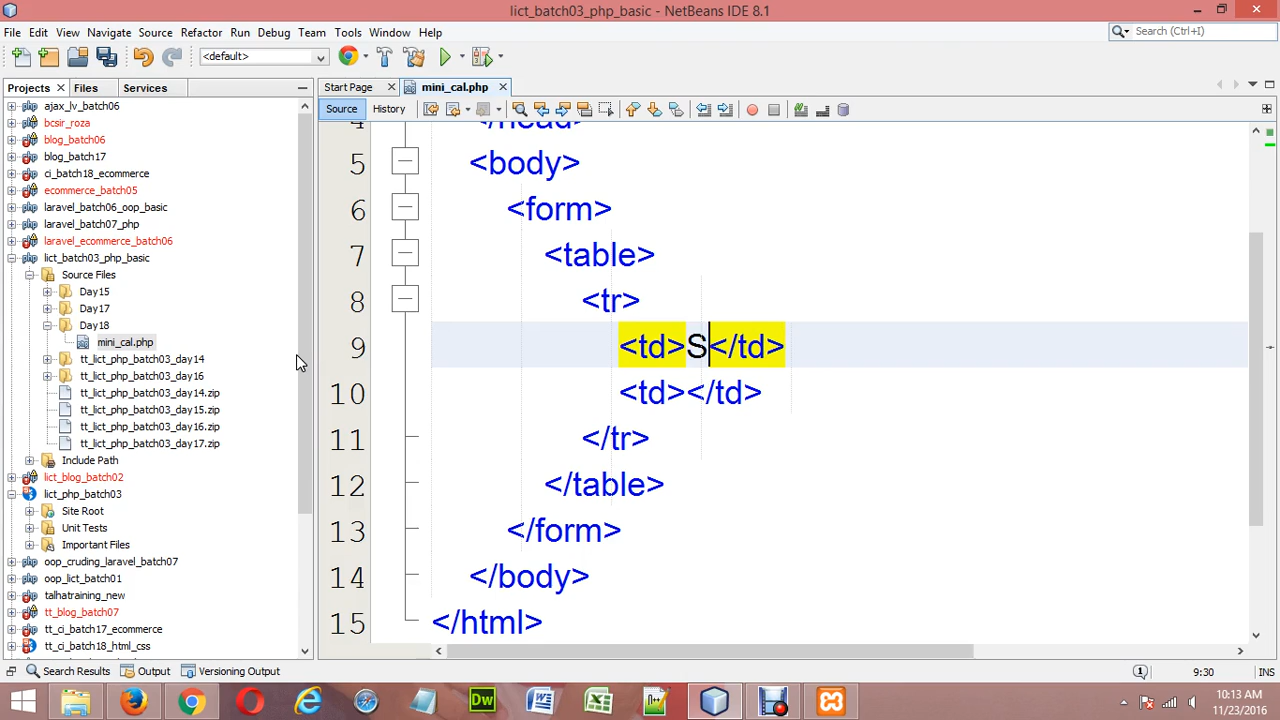 lict_batch03_php_basic - NetBeans IDE 8.1
File Edit View Navigate Source Refactor Run Debug Team Tools Window Help
Search (Ctrl+I)
<default>
Projects Files Services
Start Page mini_cal.php
Source History
ajax_lv_batch06
bcsir_roza
blog_batch06
blog_batch17
ci_batch18_ecommerce
ecommerce_batch05
laravel_batch06_oop_basic
laravel_batch07_php
laravel_ecommerce_batch06
lict_batch03_php_basic
Source Files
Day15
Day17
Day18
mini_cal.php
tt_lict_php_batch03_day14
tt_lict_php_batch03_day16
tt_lict_php_batch03_day14.zip
tt_lict_php_batch03_day15.zip
tt_lict_php_batch03_day16.zip
tt_lict_php_batch03_day17.zip
Include Path
lict_blog_batch02
lict_php_batch03
Site Root
Unit Tests
Important Files
oop_cruding_laravel_batch07
oop_lict_batch01
talhatraining_new
tt_blog_batch07
tt_ci_batch17_ecommerce
tt_ci_batch18_html_css
4 </head>
5 <body>
6 <form>
7 <table>
8 <tr>
9 <td>S</td>
10 <td></td>
11 </tr>
12 </table>
13 </form>
14 </body>
15 </html>
Search Results Output Versioning Output
9:30 INS
Dw
10:13 AM
11/23/2016